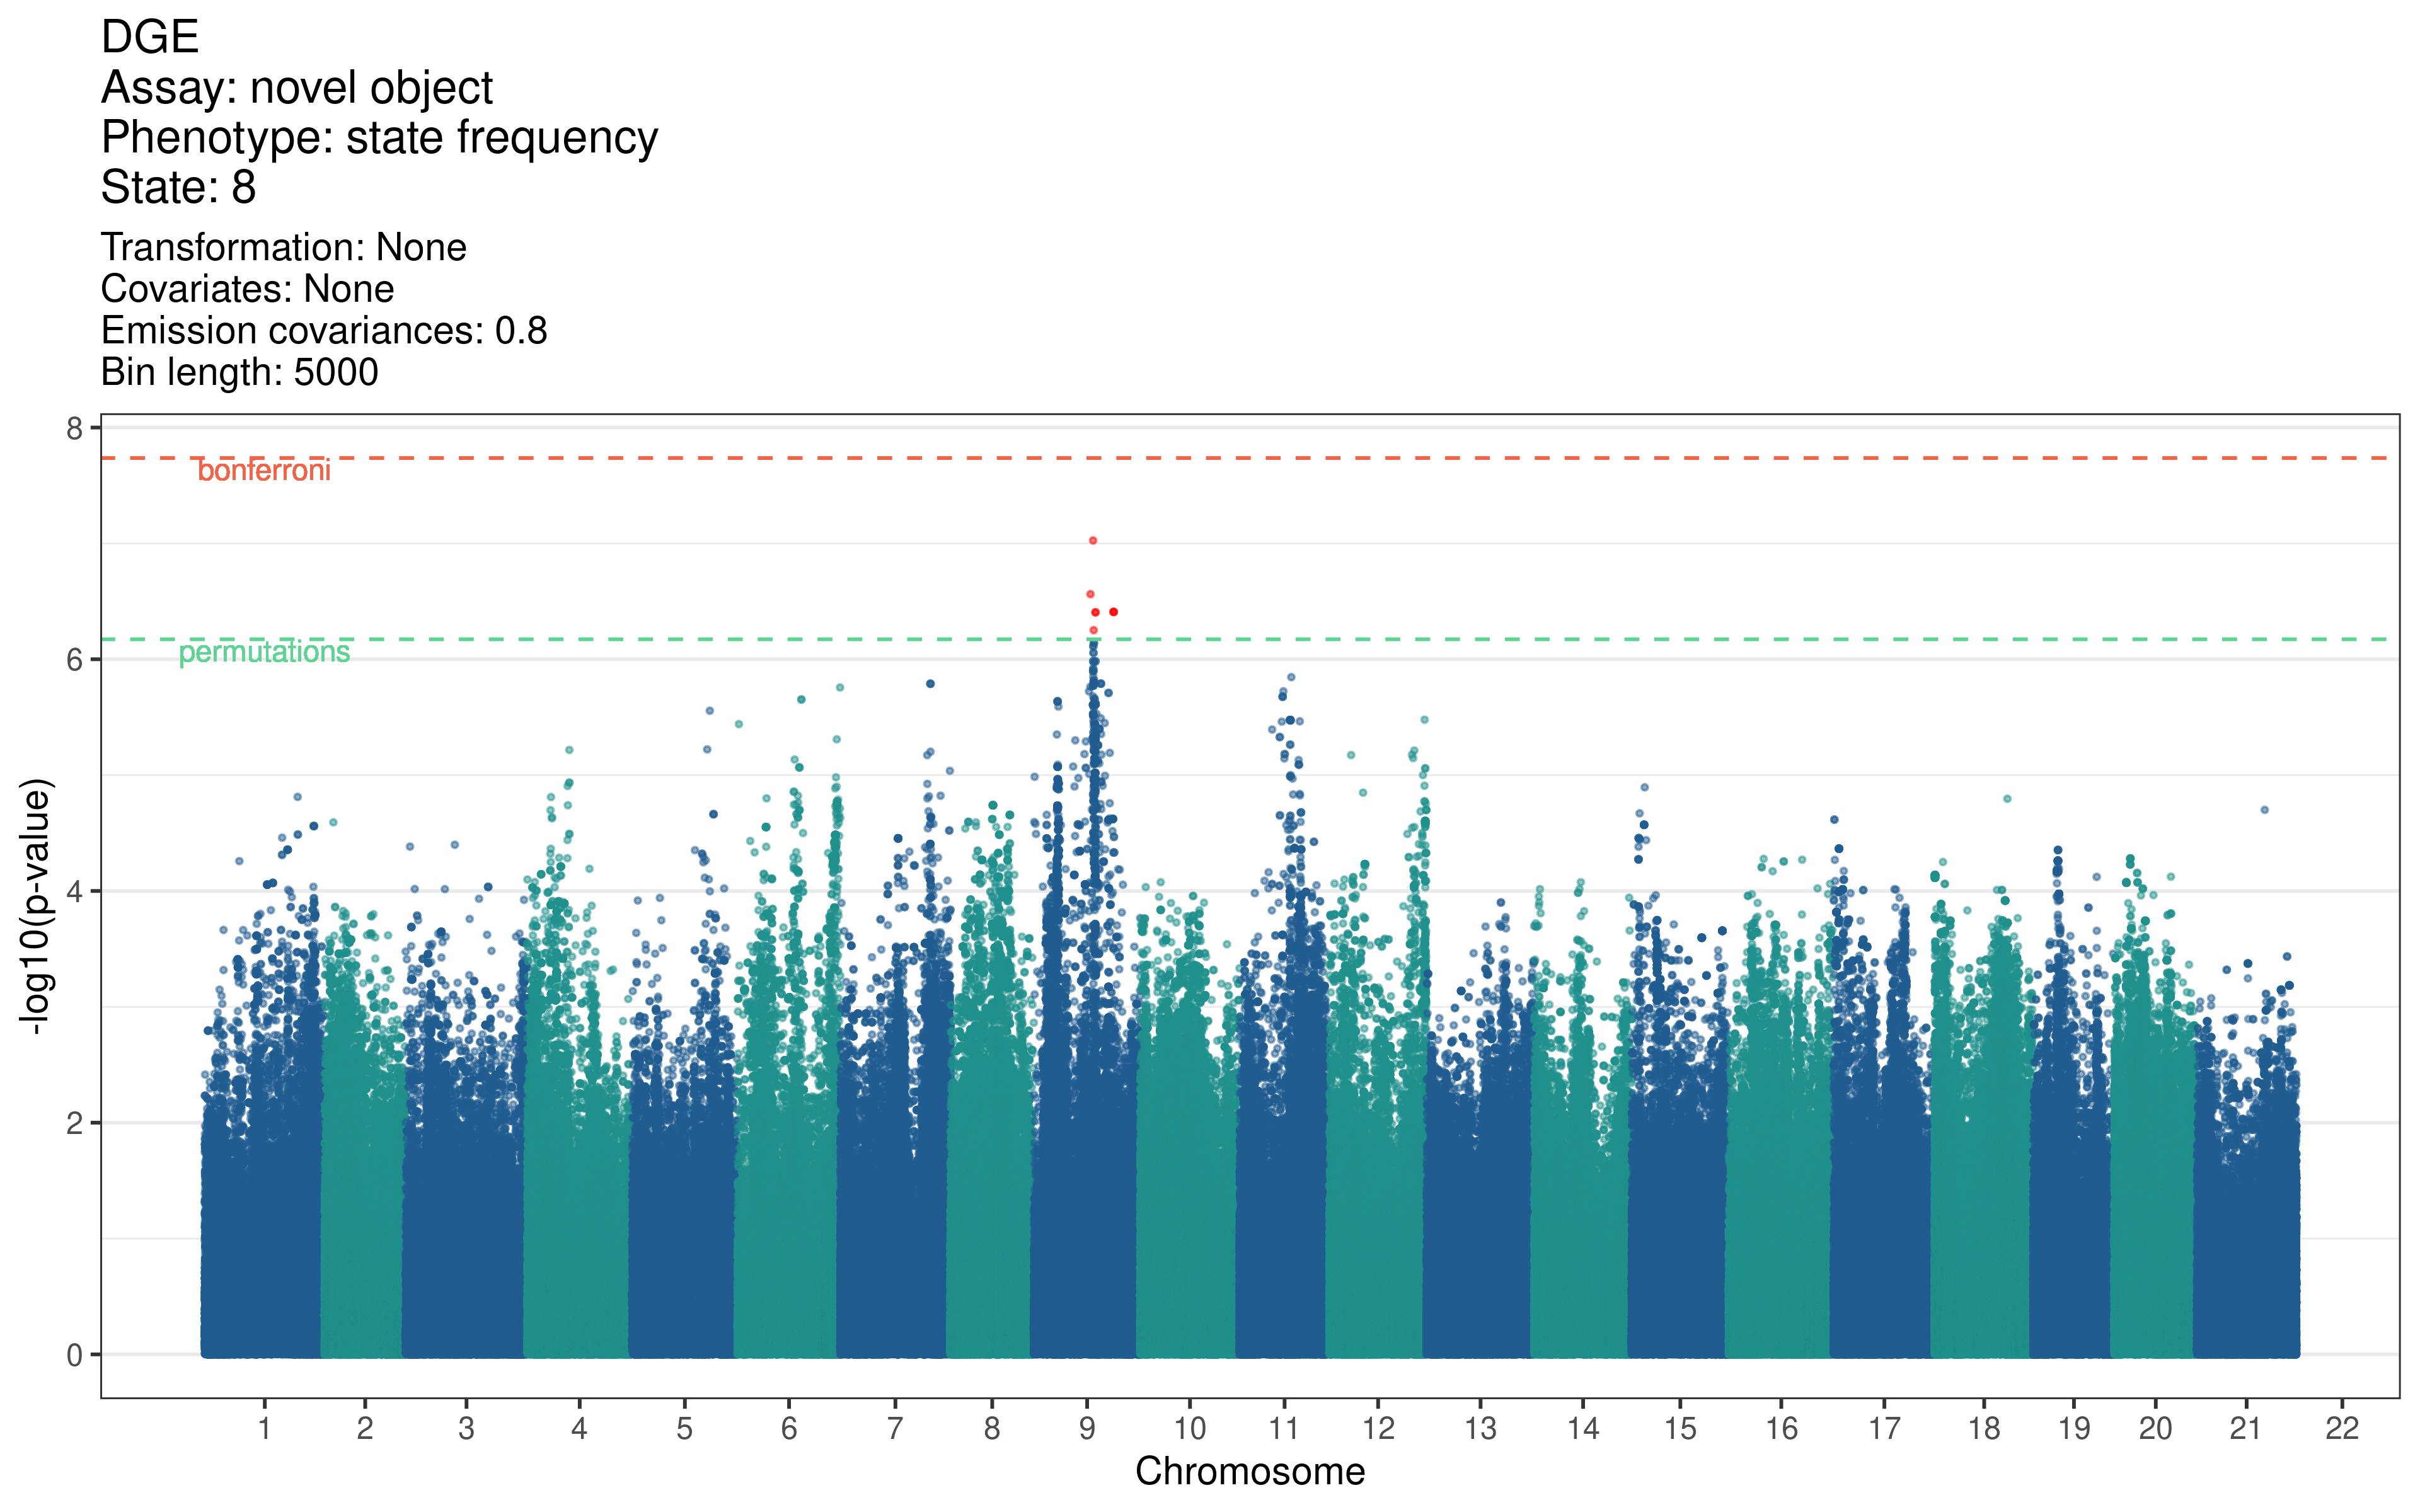 DGE
Assay: novel object
Phenotype: state frequency
State: 8
Transformation: None
Covariates: None
Emission covariances: 0.8
Bin length: 5000
8
bonferroni
permutations
6
4
2
0
-log10(p-value)
1 2 3 4 5 6 7 8 9 10 11 12 13 14 15 16 17 18 19 20 21 22
Chromosome